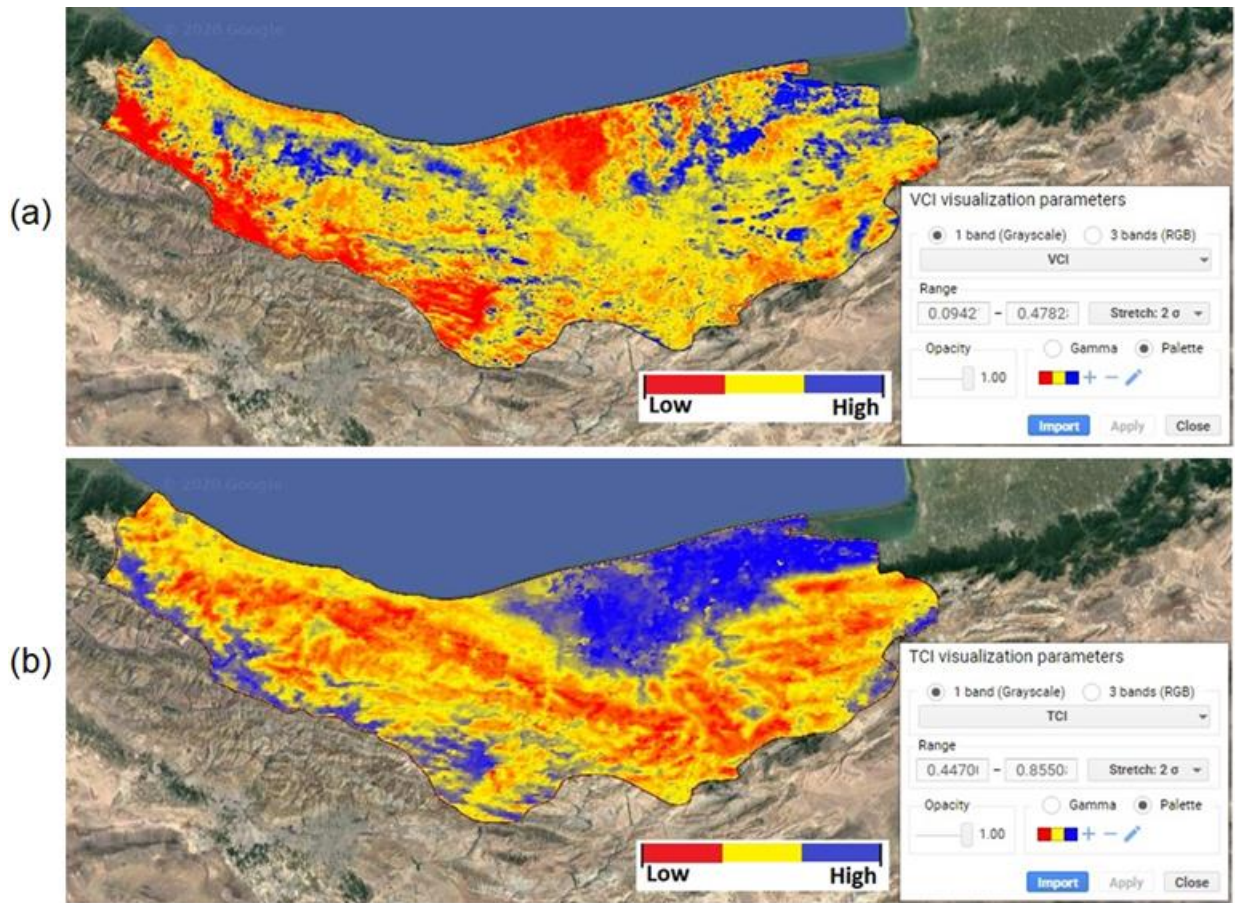 © 2020 Google
(a)
VCI visualization parameters
1 band (Grayscale) 3 bands (RGB)
VCI
Range
0.0942 – 0.4782 Stretch: 2 σ
Opacity Gamma Palette
1.00
Low High
Import Apply Close
© 2020 Google
(b)
TCI visualization parameters
1 band (Grayscale) 3 bands (RGB)
TCI
Range
0.4470 – 0.8550 Stretch: 2 σ
Opacity Gamma Palette
1.00
Low High
Import Apply Close